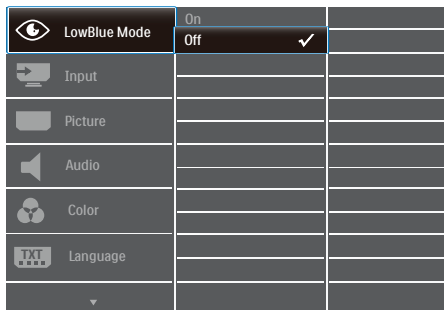 LowBlue Mode
On
Off
Input
Picture
Audio
Color
TXT
Language